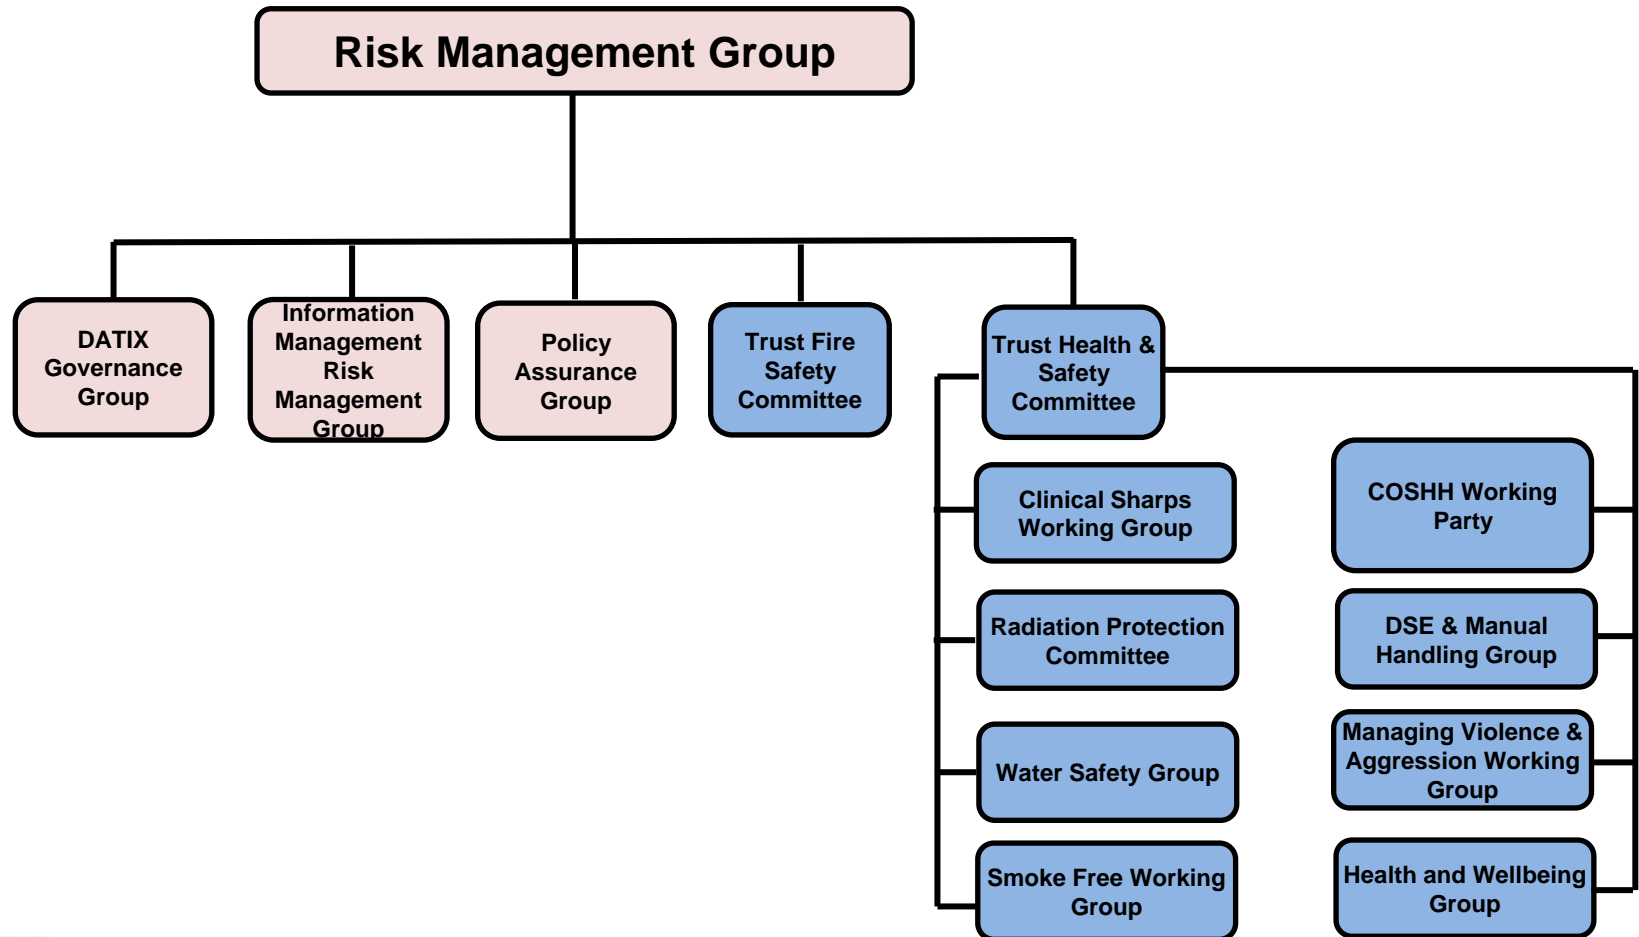 Risk Management Group
DATIX
Governance
Group
Information
Management
Risk
Management
Group
Policy
Assurance
Group
Trust Fire
Safety
Committee
Trust Health &
Safety
Committee
Clinical Sharps
Working Group
COSHH Working
Party
Radiation Protection
Committee
DSE & Manual
Handling Group
Water Safety Group
Managing Violence &
Aggression Working
Group
Smoke Free Working
Group
Health and Wellbeing
Group